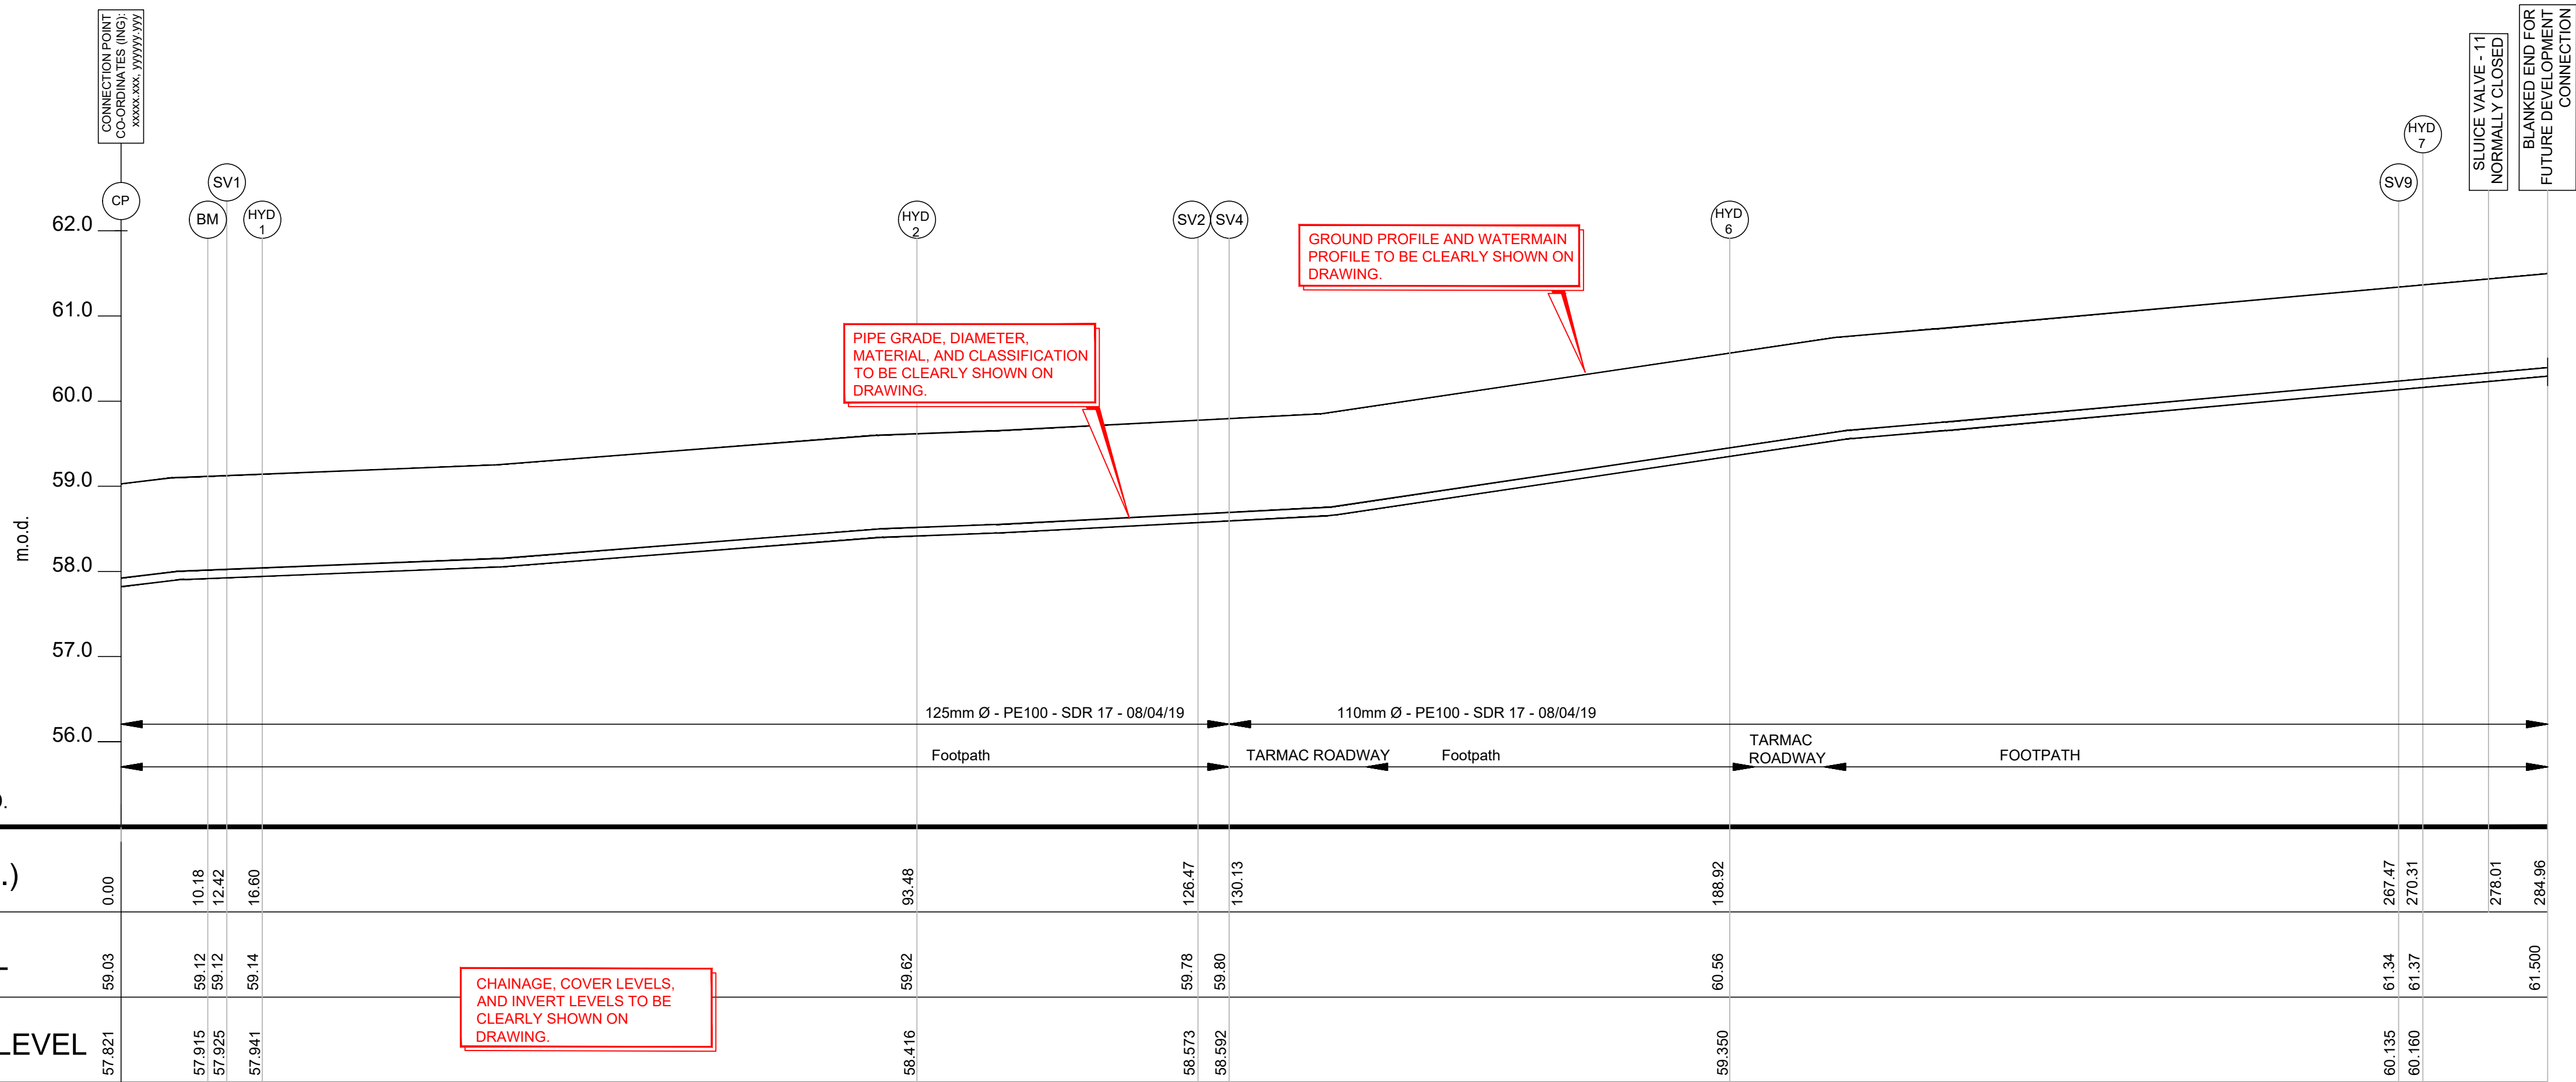 CONNECTION POINT
CO-ORDINATES (ING):
xxxxx.xxx, yyyyyy.yyy
SLUICE VALVE - 11
NORMALLY CLOSED
BLANKED END FOR
FUTURE DEVELOPMENT
CONNECTION
CP
BM
SV1
HYD
1
HYD
2
SV2
SV4
HYD
6
SV9
HYD
7
62.0
61.0
60.0
59.0
58.0
57.0
56.0
m.o.d.
GROUND PROFILE AND WATERMAIN
PROFILE TO BE CLEARLY SHOWN ON
DRAWING.
PIPE GRADE, DIAMETER,
MATERIAL, AND CLASSIFICATION
TO BE CLEARLY SHOWN ON
DRAWING.
125mm Ø - PE100 - SDR 17 - 08/04/19
110mm Ø - PE100 - SDR 17 - 08/04/19
Footpath
TARMAC ROADWAY
Footpath
TARMAC
ROADWAY
FOOTPATH
.)
0.00
10.18
12.42
16.60
93.48
126.47
130.13
188.92
267.47
270.31
278.01
284.96
59.03
59.12
59.12
59.14
59.62
59.78
59.80
60.56
61.34
61.37
61.500
CHAINAGE, COVER LEVELS,
AND INVERT LEVELS TO BE
CLEARLY SHOWN ON
DRAWING.
LEVEL
57.821
57.915
57.925
57.941
58.416
58.573
58.592
59.350
60.135
60.160